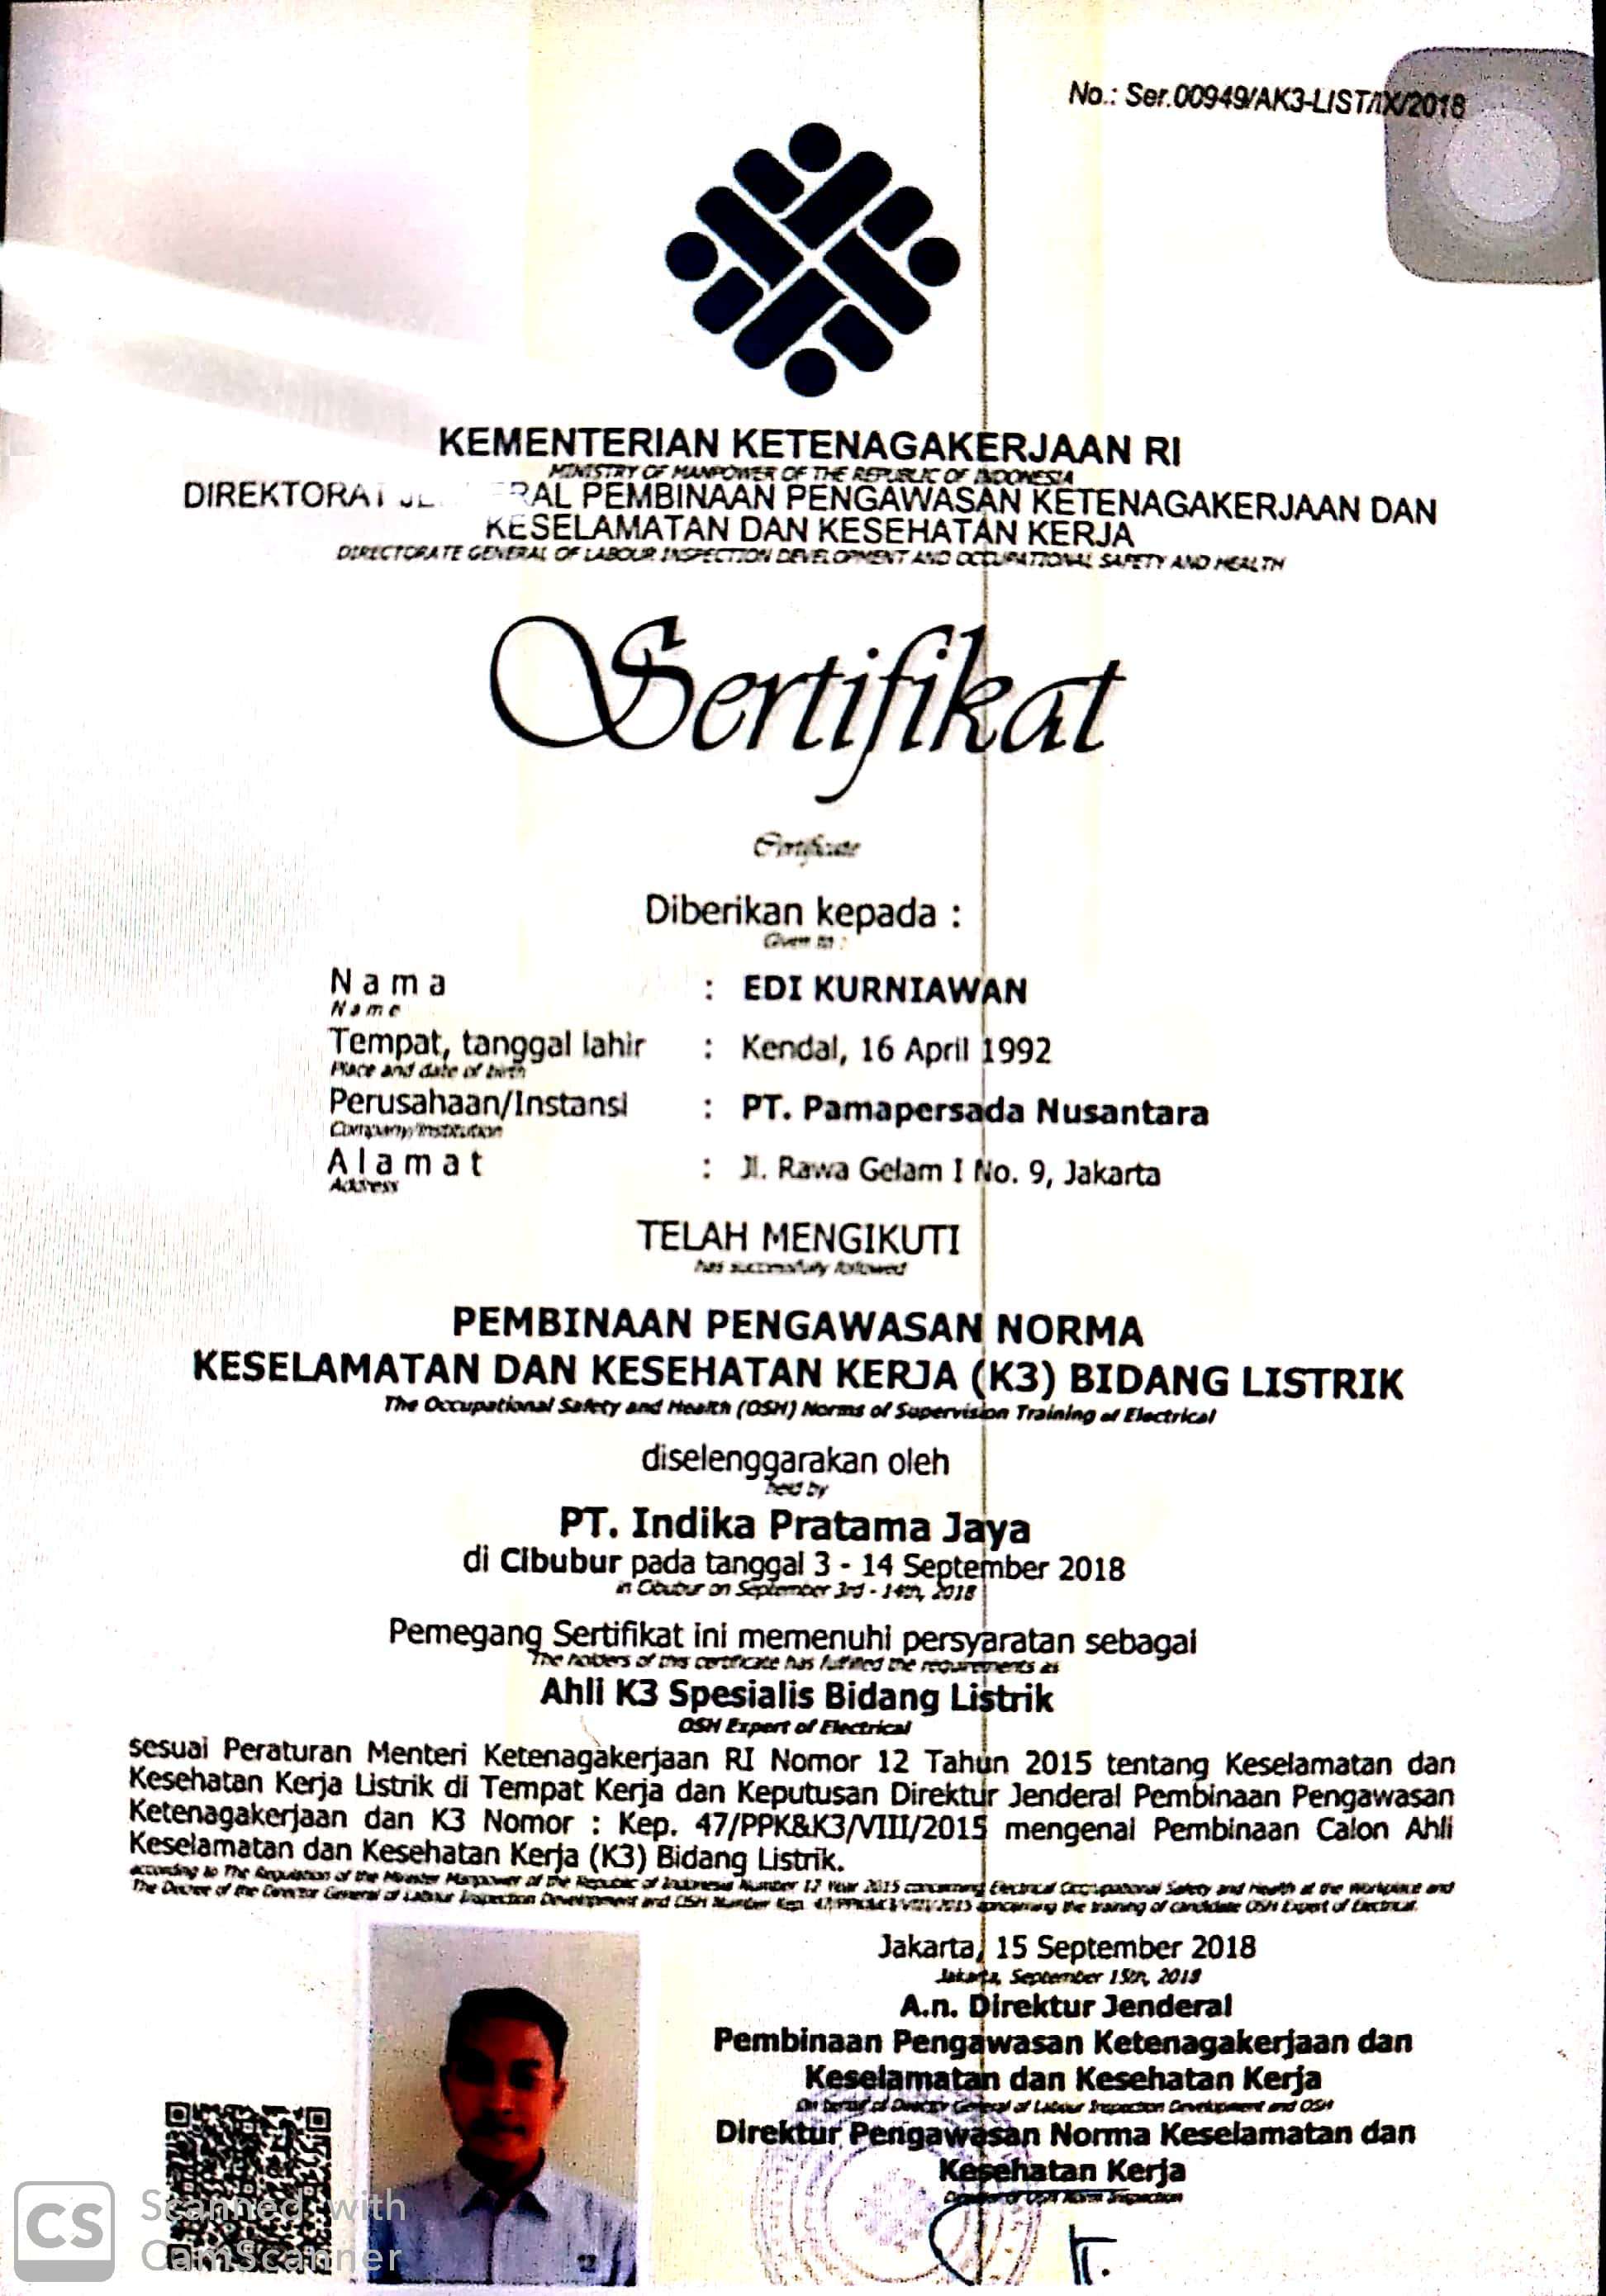 No.: Ser.00949/AK3-LIST/IX/2018
KEMENTERIAN KETENAGAKERJAAN RI
MINISTRY OF MANPOWER OF THE REPUBLIC OF INDONESIA
PEMBINAAN PENGAWASAN KETENAGAKERJAAN DAN
KESELAMATAN DAN KESEHATAN KERJA
DIRECTORATE GENERAL OF LABOUR INSPECTION DEVELOPMENT AND OCCUPATIONAL SAFETY AND HEALTH
Sertifikat
Certificate
Diberikan kepada :
Given to :
Nama : EDI KURNIAWAN
Name
Tempat, tanggal lahir : Kendal, 16 April 1992
Place and date of birth
Perusahaan/Instansi : PT. Pamapersada Nusantara
Company/Institution
Alamat : Jl. Rawa Gelam I No. 9, Jakarta
Address
TELAH MENGIKUTI
has successfully followed
PEMBINAAN PENGAWASAN NORMA
KESELAMATAN DAN KESEHATAN KERJA (K3) BIDANG LISTRIK
The Occupational Safety and Health (OSH) Norms of Supervision Training of Electrical
diselenggarakan oleh
held by
PT. Indika Pratama Jaya
di Cibubur pada tanggal 3 - 14 September 2018
in Cibubur on September 3rd - 14th, 2018
Pemegang Sertifikat ini memenuhi persyaratan sebagai
The holders of this certificate has fulfilled the requirements as
Ahli K3 Spesialis Bidang Listrik
OSH Expert of Electrical
sesuai Peraturan Menteri Ketenagakerjaan RI Nomor 12 Tahun 2015 tentang Keselamatan dan
Kesehatan Kerja Listrik di Tempat Kerja dan Keputusan Direktur Jenderal Pembinaan Pengawasan
Ketenagakerjaan dan K3 Nomor : Kep. 47/PPK&K3/VIII/2015 mengenai Pembinaan Calon Ahli
Keselamatan dan Kesehatan Kerja (K3) Bidang Listrik.
according to The Regulation of the Minister Manpower of the Republic of Indonesia Number 12 Year 2015 concerning Electrical Occupational Safety and Health at the Workplace and
The Decree of the Director General of Labour Inspection Development and OSH Number Kep. 47/PPK&K3/VIII/2015 concerning the training of candidate OSH Expert of Electrical.
Jakarta, 15 September 2018
Jakarta, September 15th, 2018
A.n. Direktur Jenderal
Pembinaan Pengawasan Ketenagakerjaan dan
Keselamatan dan Kesehatan Kerja
On behalf of Director General of Labour Inspection Development and OSH
Direktur Pengawasan Norma Keselamatan dan
Kesehatan Kerja
Director of OSH Norm Inspection
CS Scanned with
CamScanner